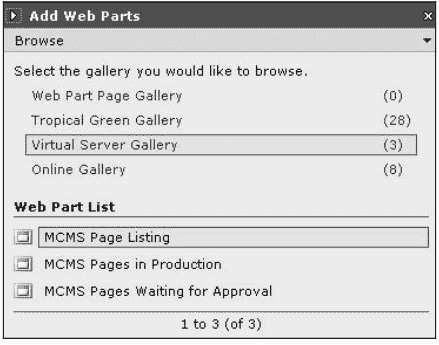 Add Web Parts
Browse
Select the gallery you would like to browse.
Web Part Page Gallery (0)
Tropical Green Gallery (28)
Virtual Server Gallery (3)
Online Gallery (8)
Web Part List
MCMS Page Listing
MCMS Pages in Production
MCMS Pages Waiting for Approval
1 to 3 (of 3)